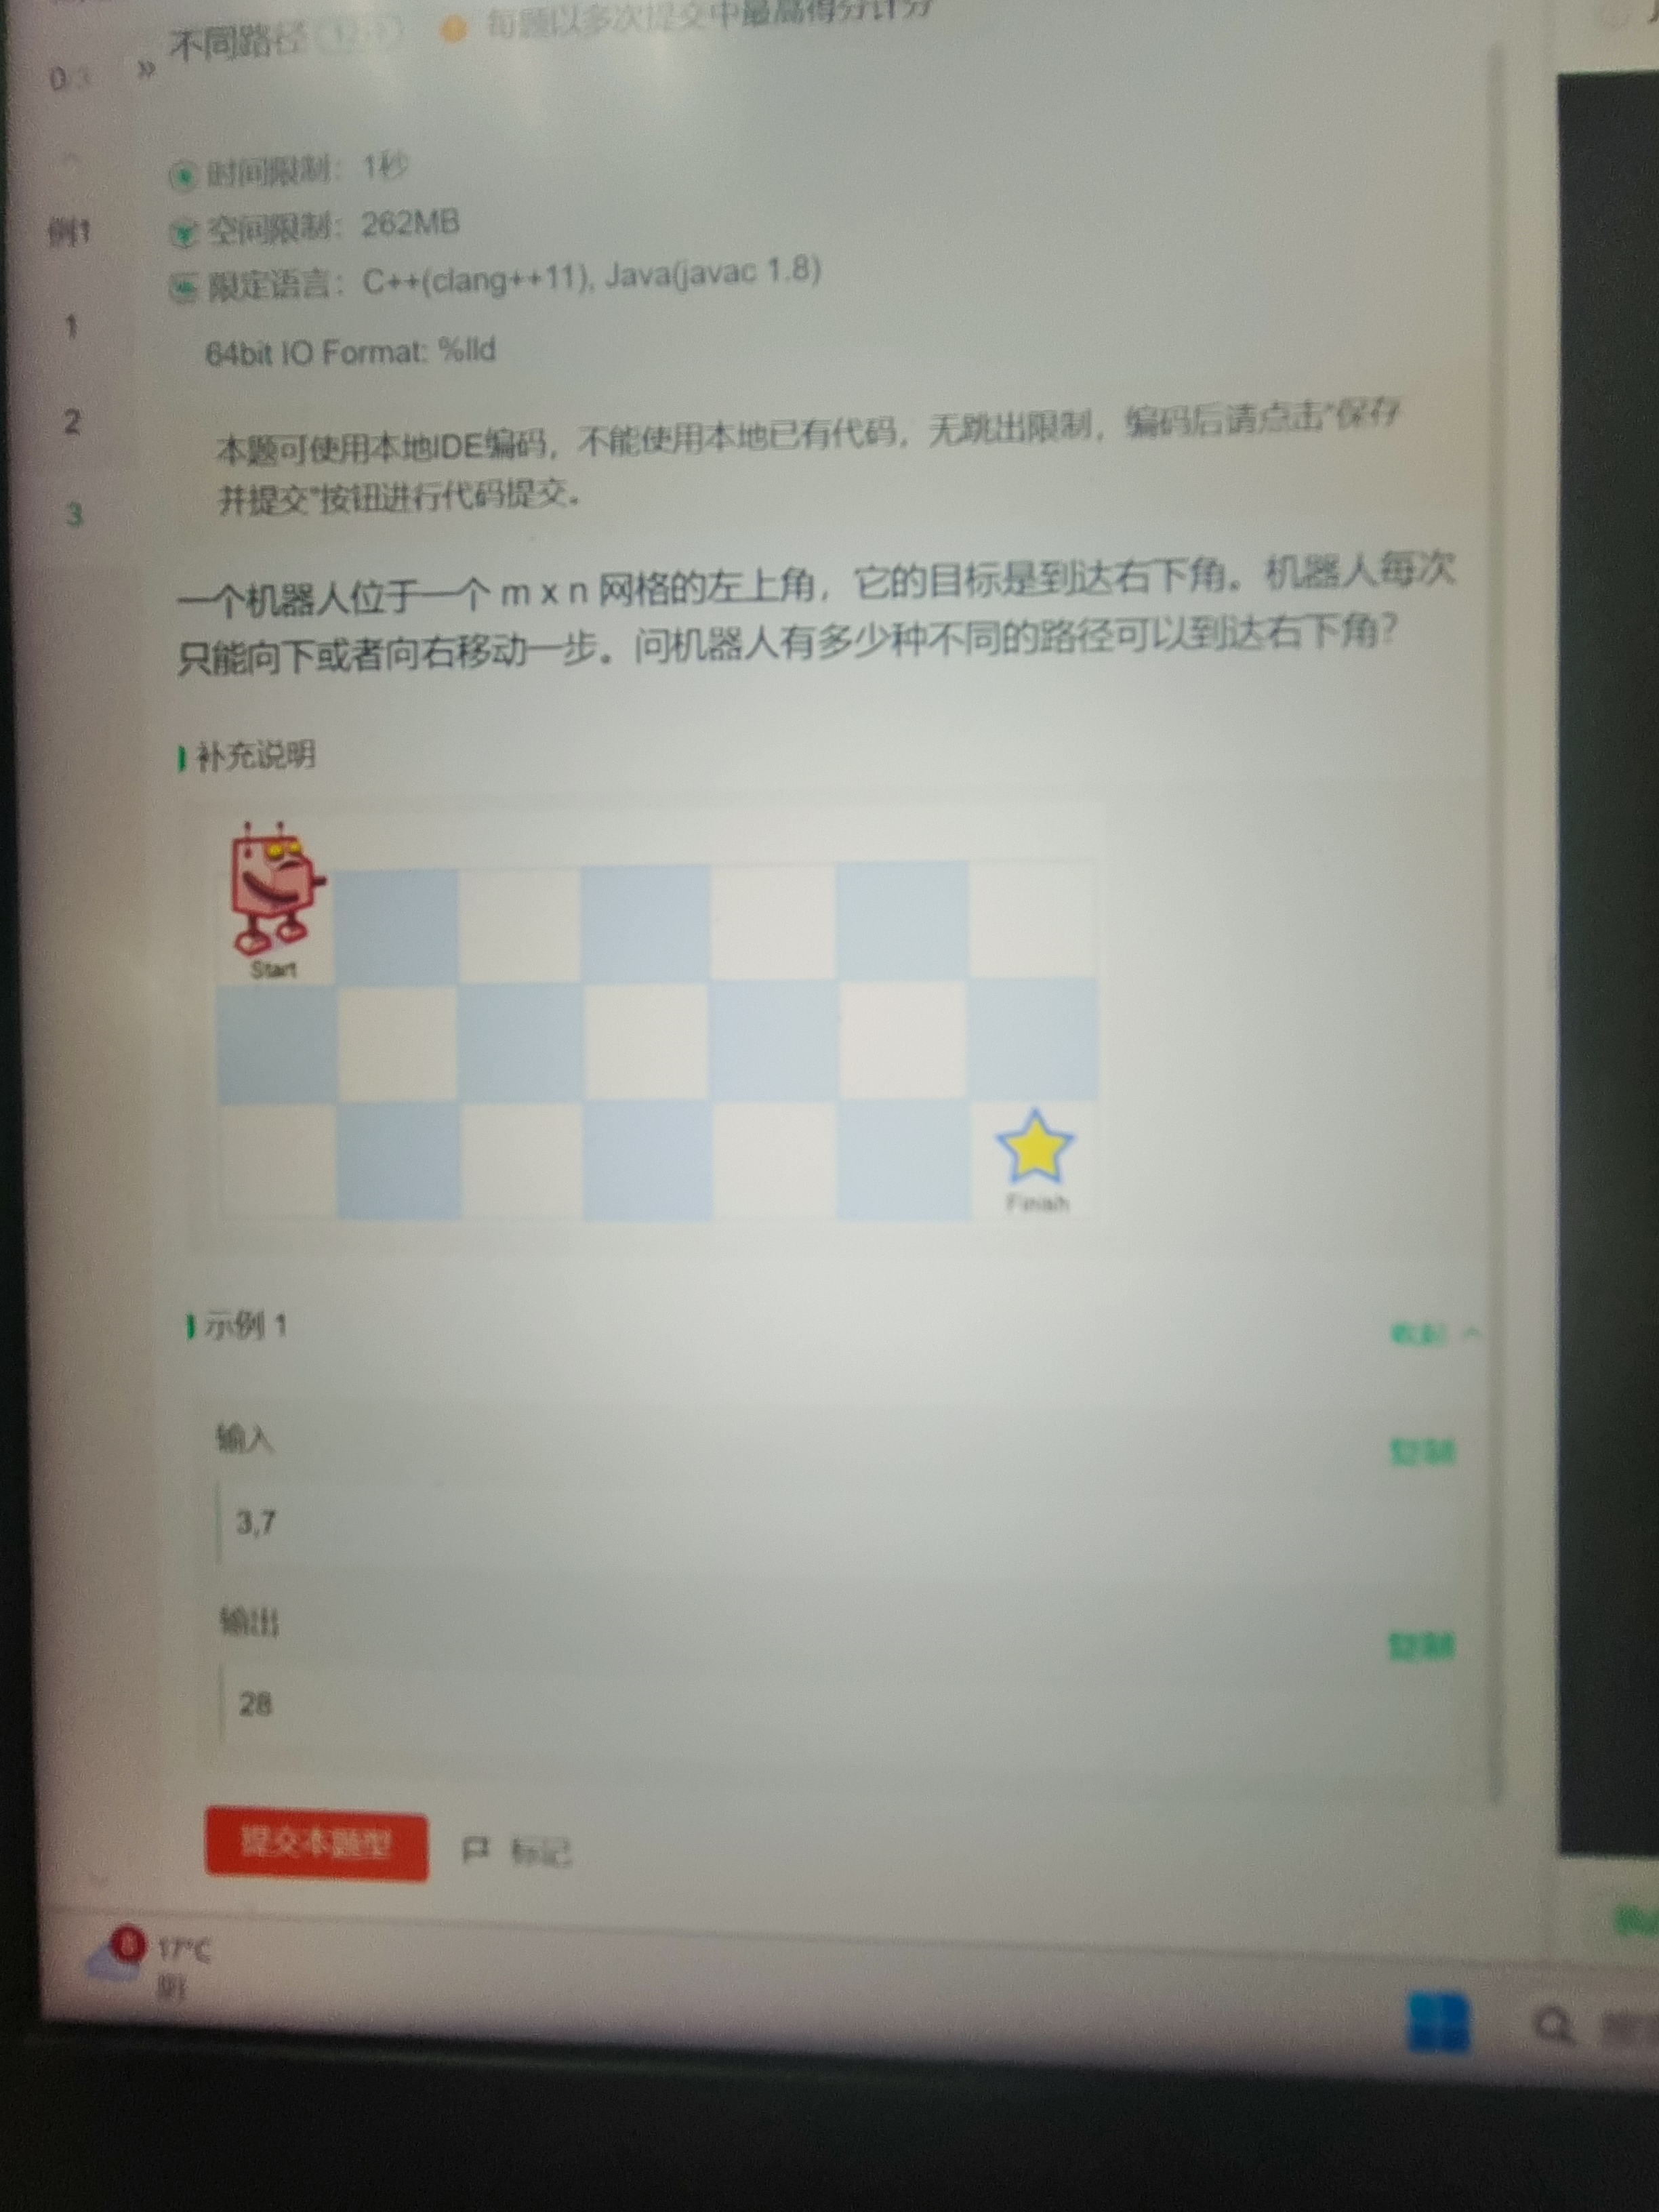 不同路径
每题以多次提交中最高得分计分
0/3
»
时间限制：1秒
例1
空间限制：262MB
限定语言：C++(clang++11), Java(javac 1.8)
1
64bit IO Format: %lld
2
本题可使用本地IDE编码，不能使用本地已有代码，无跳出限制，编码后请点击“保存
并提交”按钮进行代码提交。
3
一个机器人位于一个 m x n 网格的左上角，它的目标是到达右下角。机器人每次
只能向下或者向右移动一步。问机器人有多少种不同的路径可以到达右下角？
补充说明
Start
Finish
示例 1
收起
输入
复制
3,7
输出
复制
28
提交本题型
标记
17°C
阴